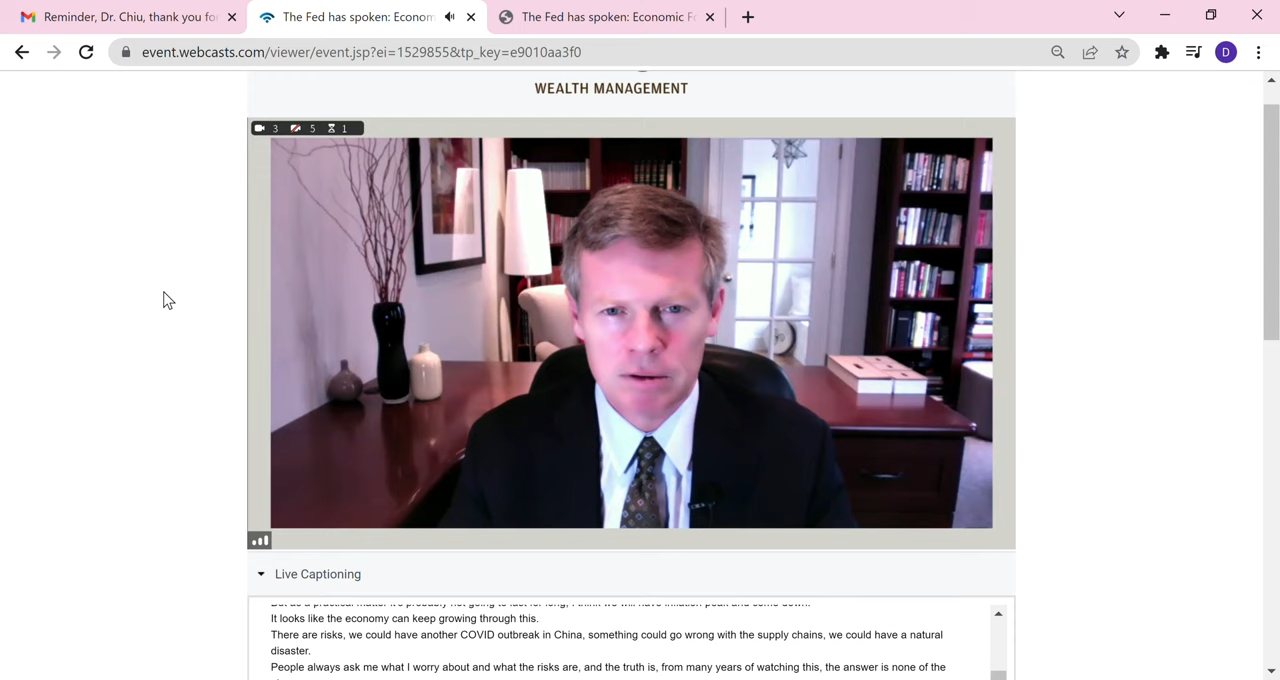 Reminder, Dr. Chiu, thank you for
The Fed has spoken: Econom
The Fed has spoken: Economic Fo
event.webcasts.com/viewer/event.jsp?ei=1529855&tp_key=e9010aa3f0
D
WEALTH MANAGEMENT
3 5 1
Live Captioning
It looks like the economy can keep growing through this.
There are risks, we could have another COVID outbreak in China, something could go wrong with the supply chains, we could have a natural
disaster.
People always ask me what I worry about and what the risks are, and the truth is, from many years of watching this, the answer is none of the